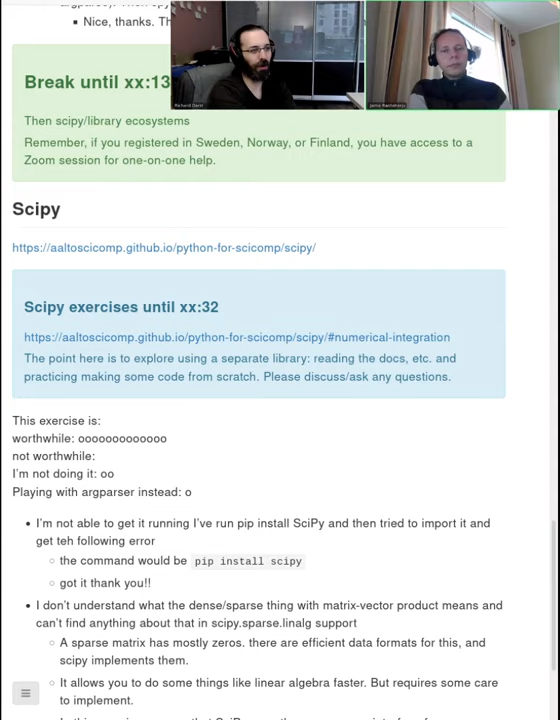 Nice, thanks. Th
Break until xx:13
Then scipy/library ecosystems
Remember, if you registered in Sweden, Norway, or Finland, you have access to a
Zoom session for one-on-one help.
Scipy
https://aaltoscicomp.github.io/python-for-scicomp/scipy/
Scipy exercises until xx:32
https://aaltoscicomp.github.io/python-for-scicomp/scipy/#numerical-integration
The point here is to explore using a separate library: reading the docs, etc. and
practicing making some code from scratch. Please discuss/ask any questions.
This exercise is:
worthwhile: ooooooooooooo
not worthwhile:
I'm not doing it: oo
Playing with argparser instead: o
I'm not able to get it running I've run pip install SciPy and then tried to import it and
get teh following error
the command would be pip install scipy
got it thank you!!
I don't understand what the dense/sparse thing with matrix-vector product means and
can't find anything about that in scipy.sparse.linalg support
A sparse matrix has mostly zeros. there are efficient data formats for this, and
scipy implements them.
It allows you to do some things like linear algebra faster. But requires some care
to implement.